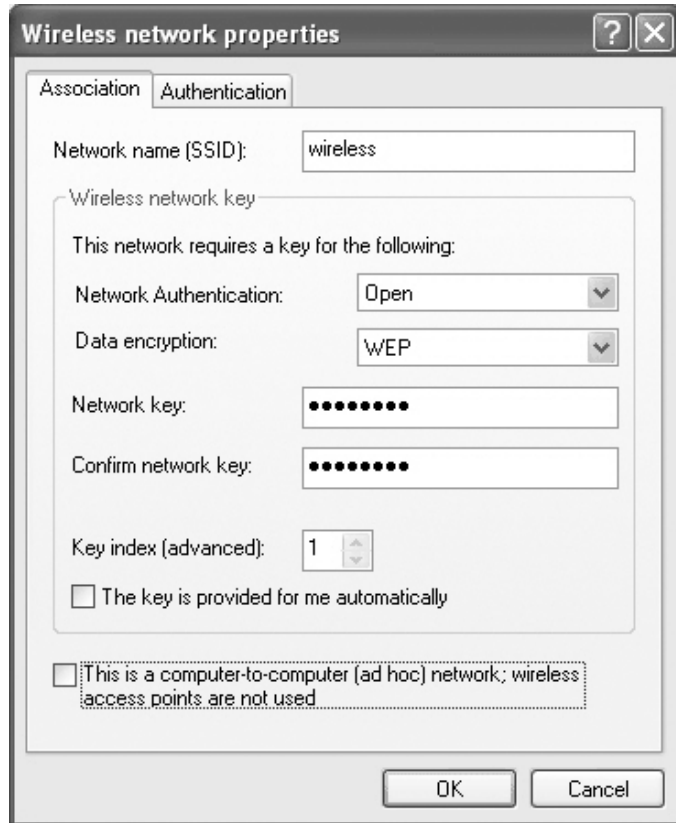 Wireless network properties
Association
Authentication
Network name (SSID):
wireless
Wireless network key
This network requires a key for the following:
Network Authentication:
Open
Data encryption:
WEP
Network key:
••••••••
Confirm network key:
••••••••
Key index (advanced):
1
The key is provided for me automatically
This is a computer-to-computer (ad hoc) network; wireless
access points are not used
OK
Cancel